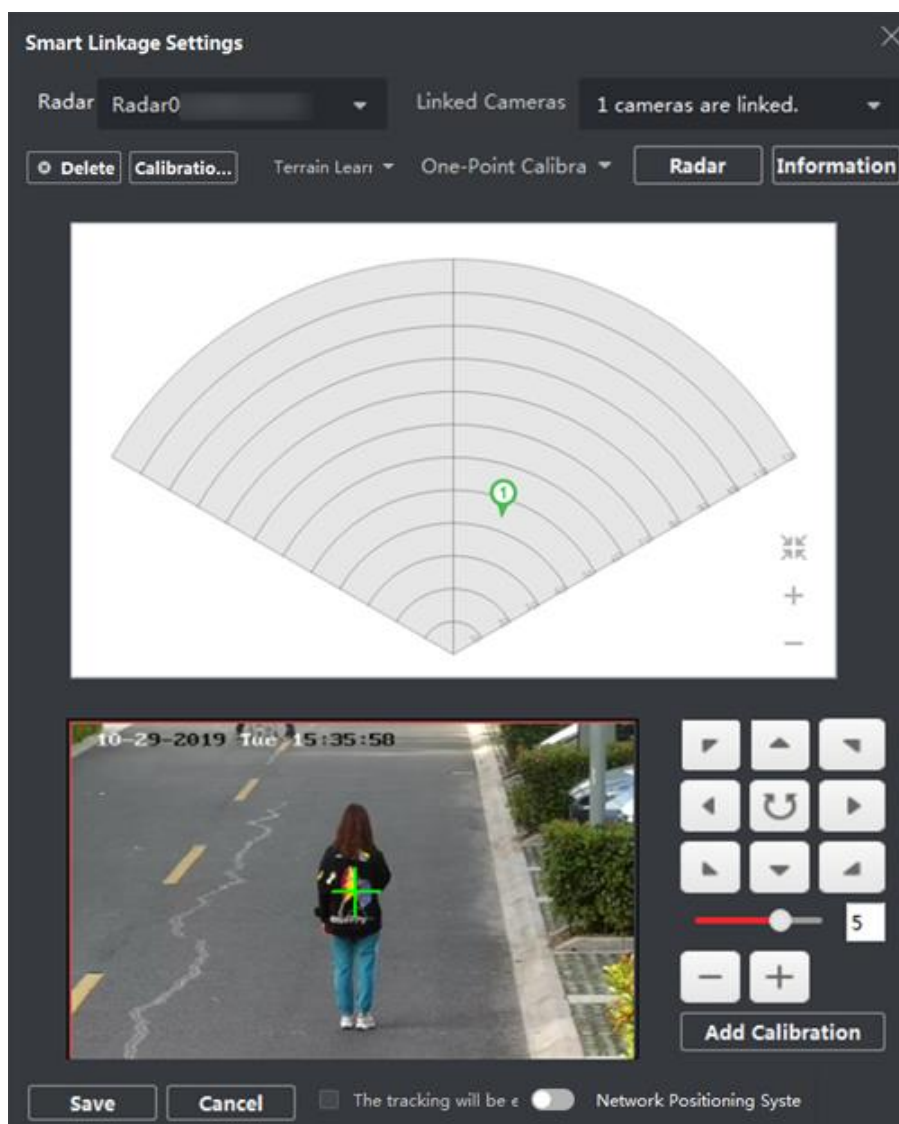 Smart Linkage Settings
Radar Radar0 Linked Cameras 1 cameras are linked.
Delete Calibratio... Terrain Learn One-Point Calibra Radar Information
1
10-29-2019 Tue 15:35:58
5
Add Calibration
Save Cancel The tracking will be e Network Positioning Syste